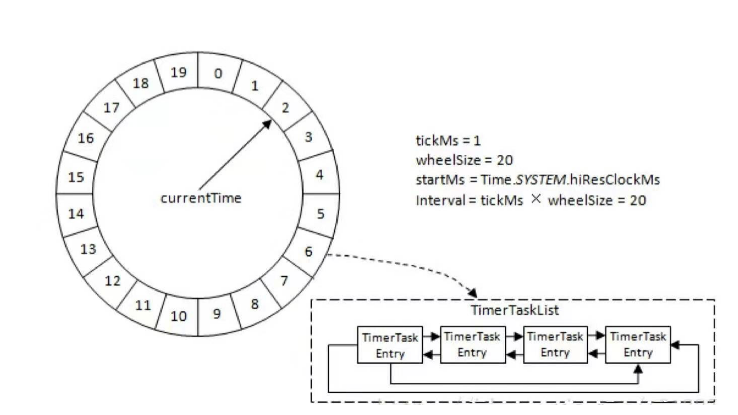 0
1
2
3
4
5
6
7
8
9
10
11
12
13
14
15
16
17
18
19
currentTime
tickMs = 1
wheelSize = 20
startMs = Time.SYSTEM.hiResClockMs
Interval = tickMs × wheelSize = 20
TimerTaskList
TimerTask
Entry
TimerTask
Entry
TimerTask
Entry
TimerTask
Entry